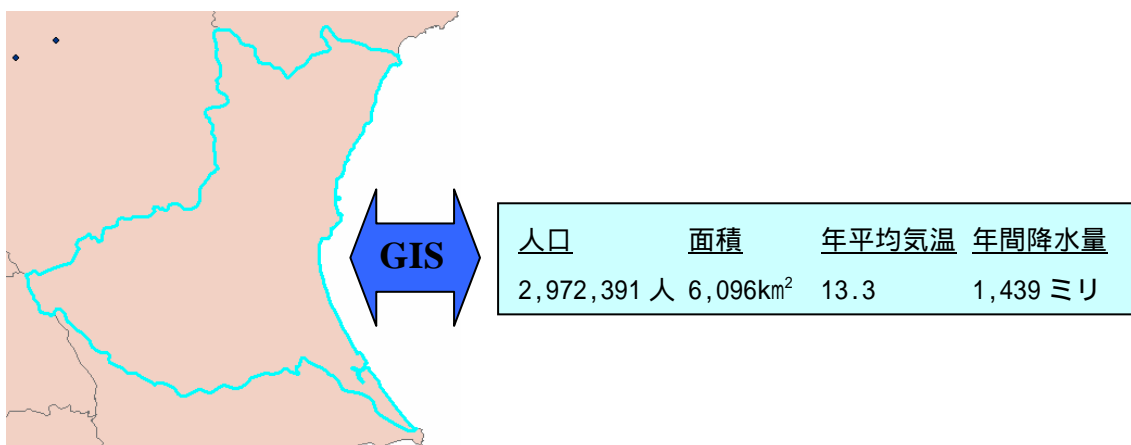 GIS
人口 面積 年平均気温 年間降水量
2,972,391 人 6,096km² 13.3 1,439 ミリ